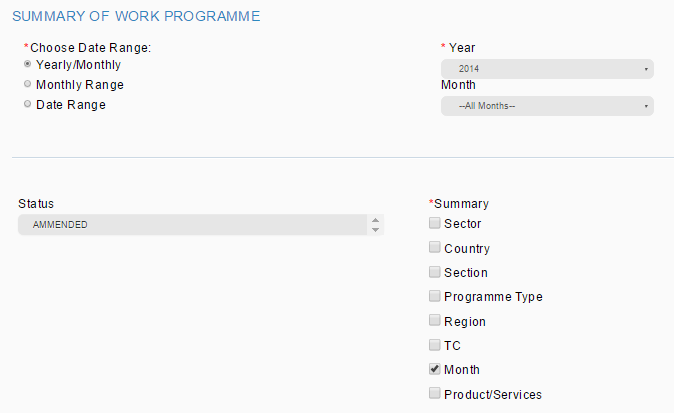 SUMMARY OF WORK PROGRAMME
*Choose Date Range:
Yearly/Monthly
Monthly Range
Date Range
* Year
2014
Month
--All Months--
Status
AMMENDED
*Summary
Sector
Country
Section
Programme Type
Region
TC
Month
Product/Services